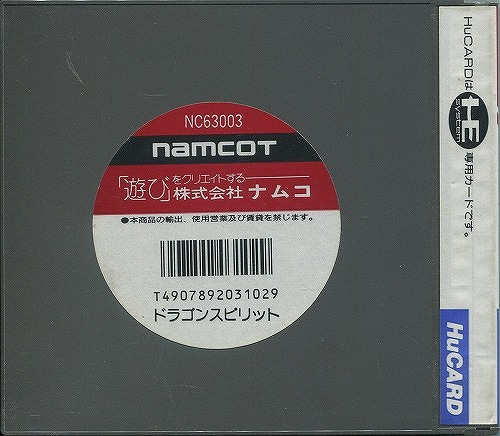 NC63003
namcoT
「遊び」をクリエイトする
株式会社 ナムコ
●本商品の輸出、使用営業及び賃貸を禁じます。
T4907892031029
ドラゴンスピリット
HuCARDは HE system 専用カードです。
HuCARD